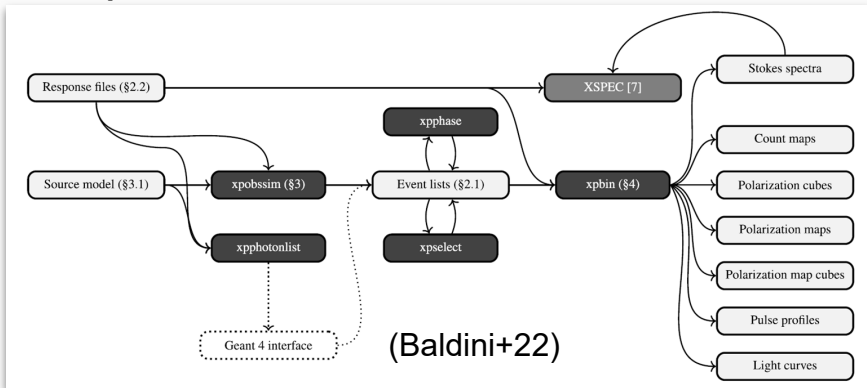 Response files (§2.2)
XSPEC [7]
Stokes spectra
xpphase
Count maps
Source model (§3.1)
xpobssim (§3)
Event lists (§2.1)
xpbin (§4)
Polarization cubes
Polarization maps
xpphotonlist
xpselect
Polarization map cubes
Pulse profiles
Geant 4 interface
(Baldini+22)
Light curves